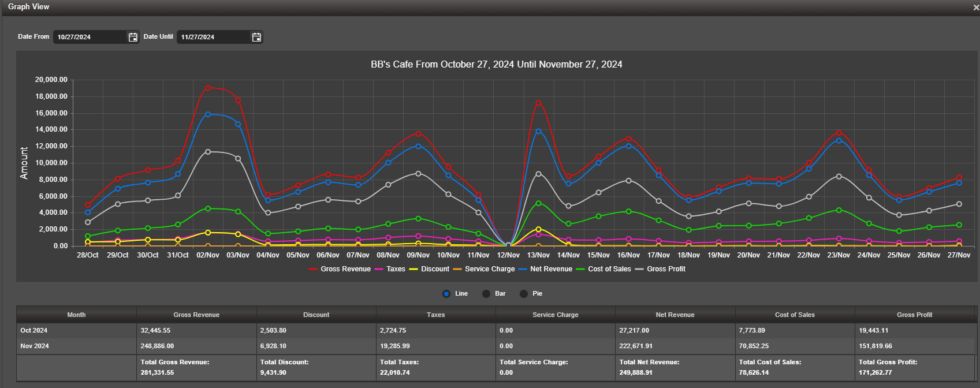 Graph View
Date From 10/27/2024 Date Until 11/27/2024
BB's Cafe From October 27, 2024 Until November 27, 2024
Amount
20,000.00
18,000.00
16,000.00
14,000.00
12,000.00
10,000.00
8,000.00
6,000.00
4,000.00
2,000.00
0.00
28/Oct 29/Oct 30/Oct 31/Oct 02/Nov 03/Nov 04/Nov 05/Nov 06/Nov 07/Nov 08/Nov 09/Nov 10/Nov 11/Nov 12/Nov 13/Nov 14/Nov 15/Nov 16/Nov 17/Nov 18/Nov 19/Nov 20/Nov 21/Nov 22/Nov 23/Nov 24/Nov 25/Nov 26/Nov 27/Nov
Gross Revenue Taxes Discount Service Charge Net Revenue Cost of Sales Gross Profit
Line Bar Pie
Month Gross Revenue Discount Taxes Service Charge Net Revenue Cost of Sales Gross Profit
Oct 2024 32,445.55 2,503.80 2,724.75 0.00 27,217.00 7,773.89 19,443.11
Nov 2024 248,886.00 6,928.10 19,285.99 0.00 222,671.91 70,852.25 151,819.66
Total Gross Revenue: Total Discount: Total Taxes: Total Service Charge: Total Net Revenue: Total Cost of Sales: Total Gross Profit:
281,331.55 9,431.90 22,010.74 0.00 249,888.91 78,626.14 171,262.77